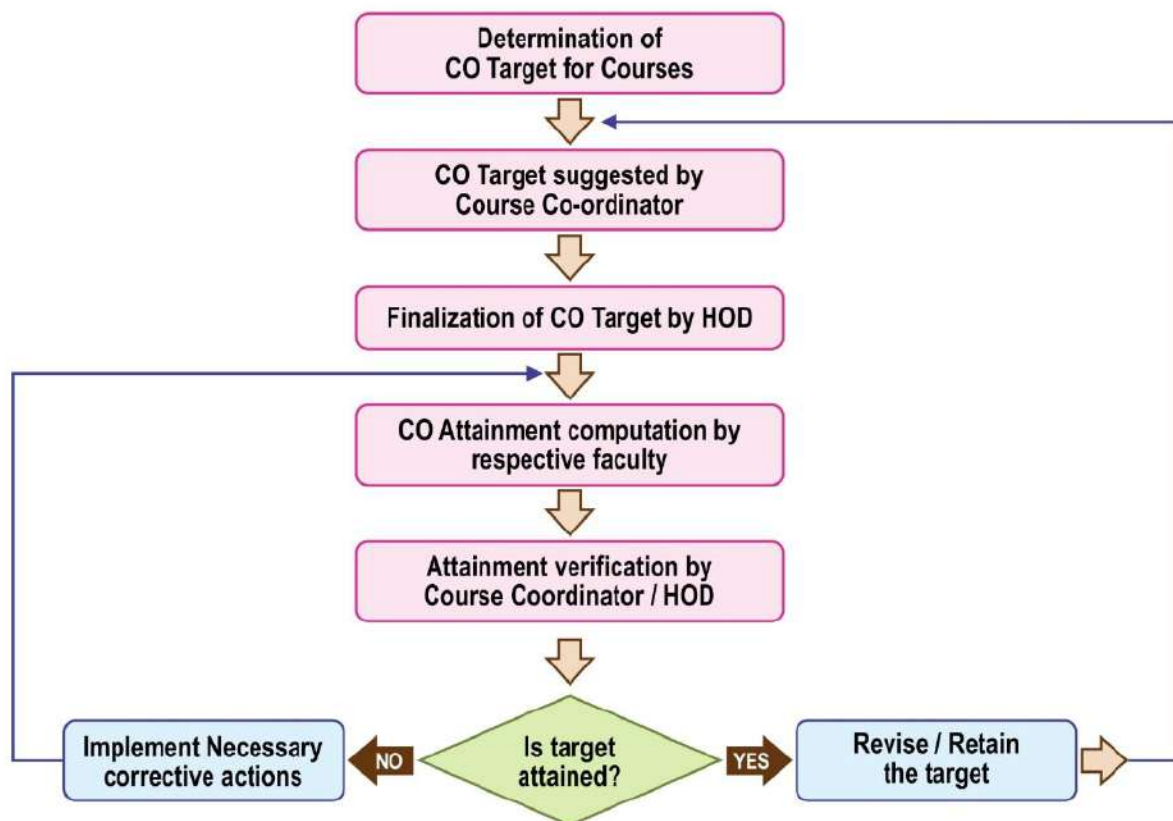 Determination of
CO Target for Courses
CO Target suggested by
Course Co-ordinator
Finalization of CO Target by HOD
CO Attainment computation by
respective faculty
Attainment verification by
Course Coordinator / HOD
Implement Necessary
corrective actions
NO
Is target
attained?
YES
Revise / Retain
the target